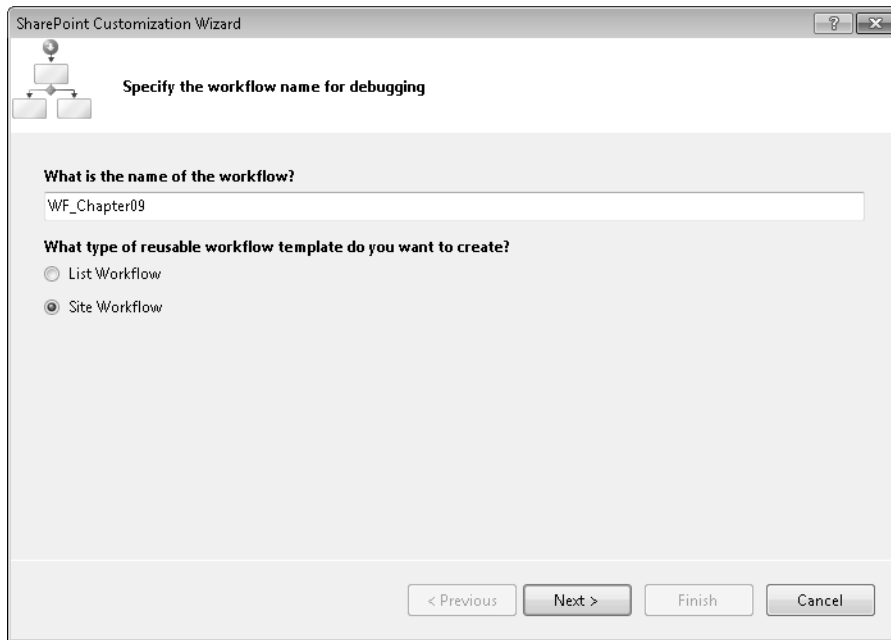 SharePoint Customization Wizard
?
Specify the workflow name for debugging
What is the name of the workflow?
WF_Chapter09
What type of reusable workflow template do you want to create?
List Workflow
Site Workflow
< Previous Next > Finish Cancel